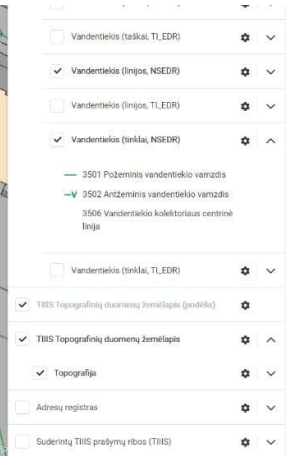 Vandentiekis (taškai, TI_EDR)
Vandentiekis (linijos, NSEDR)
Vandentiekis (linijos, TI_EDR)
Vandentiekis (tinklai, NSEDR)
3501 Požeminis vandentiekio vamzdis
V 3502 Antžeminis vandentiekio vamzdis
3506 Vandentiekio kolektoriaus centrinė
linija
Vandentiekis (tinklai, TI_EDR)
TIIIS Topografinių duomenų žemėlapis (podėlis)
TIIIS Topografinių duomenų žemėlapis
Topografija
Adresų registras
Suderintų TIIIS prašymų ribos (TIIIS)